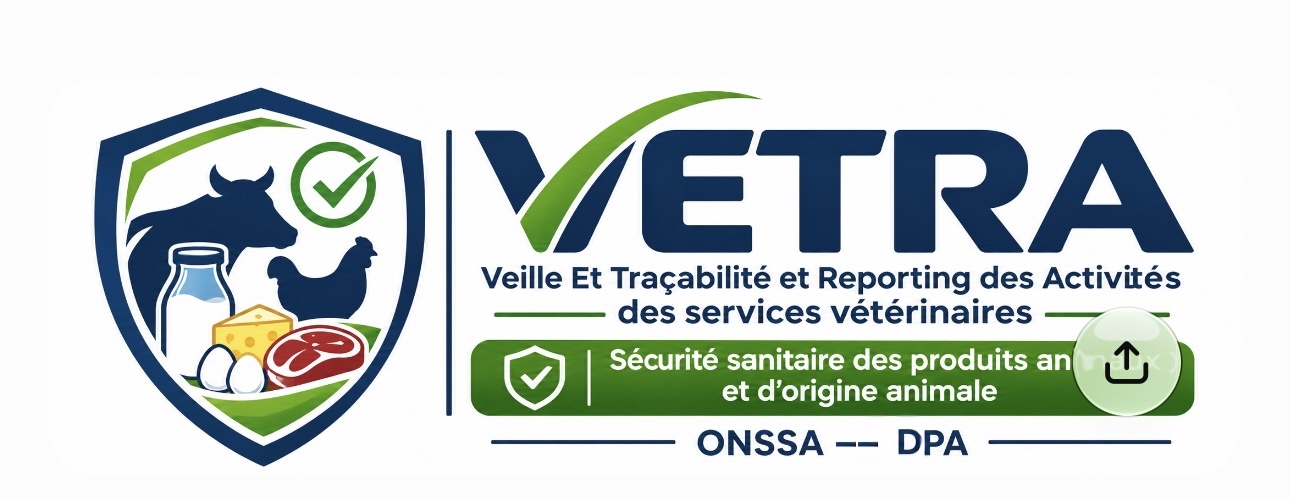 VETRA
Veille Et Traçabilité et Reporting des Activités
des services vétérinaires
Sécurité sanitaire des produits
et d'origine animale
ONSSA –– DPA